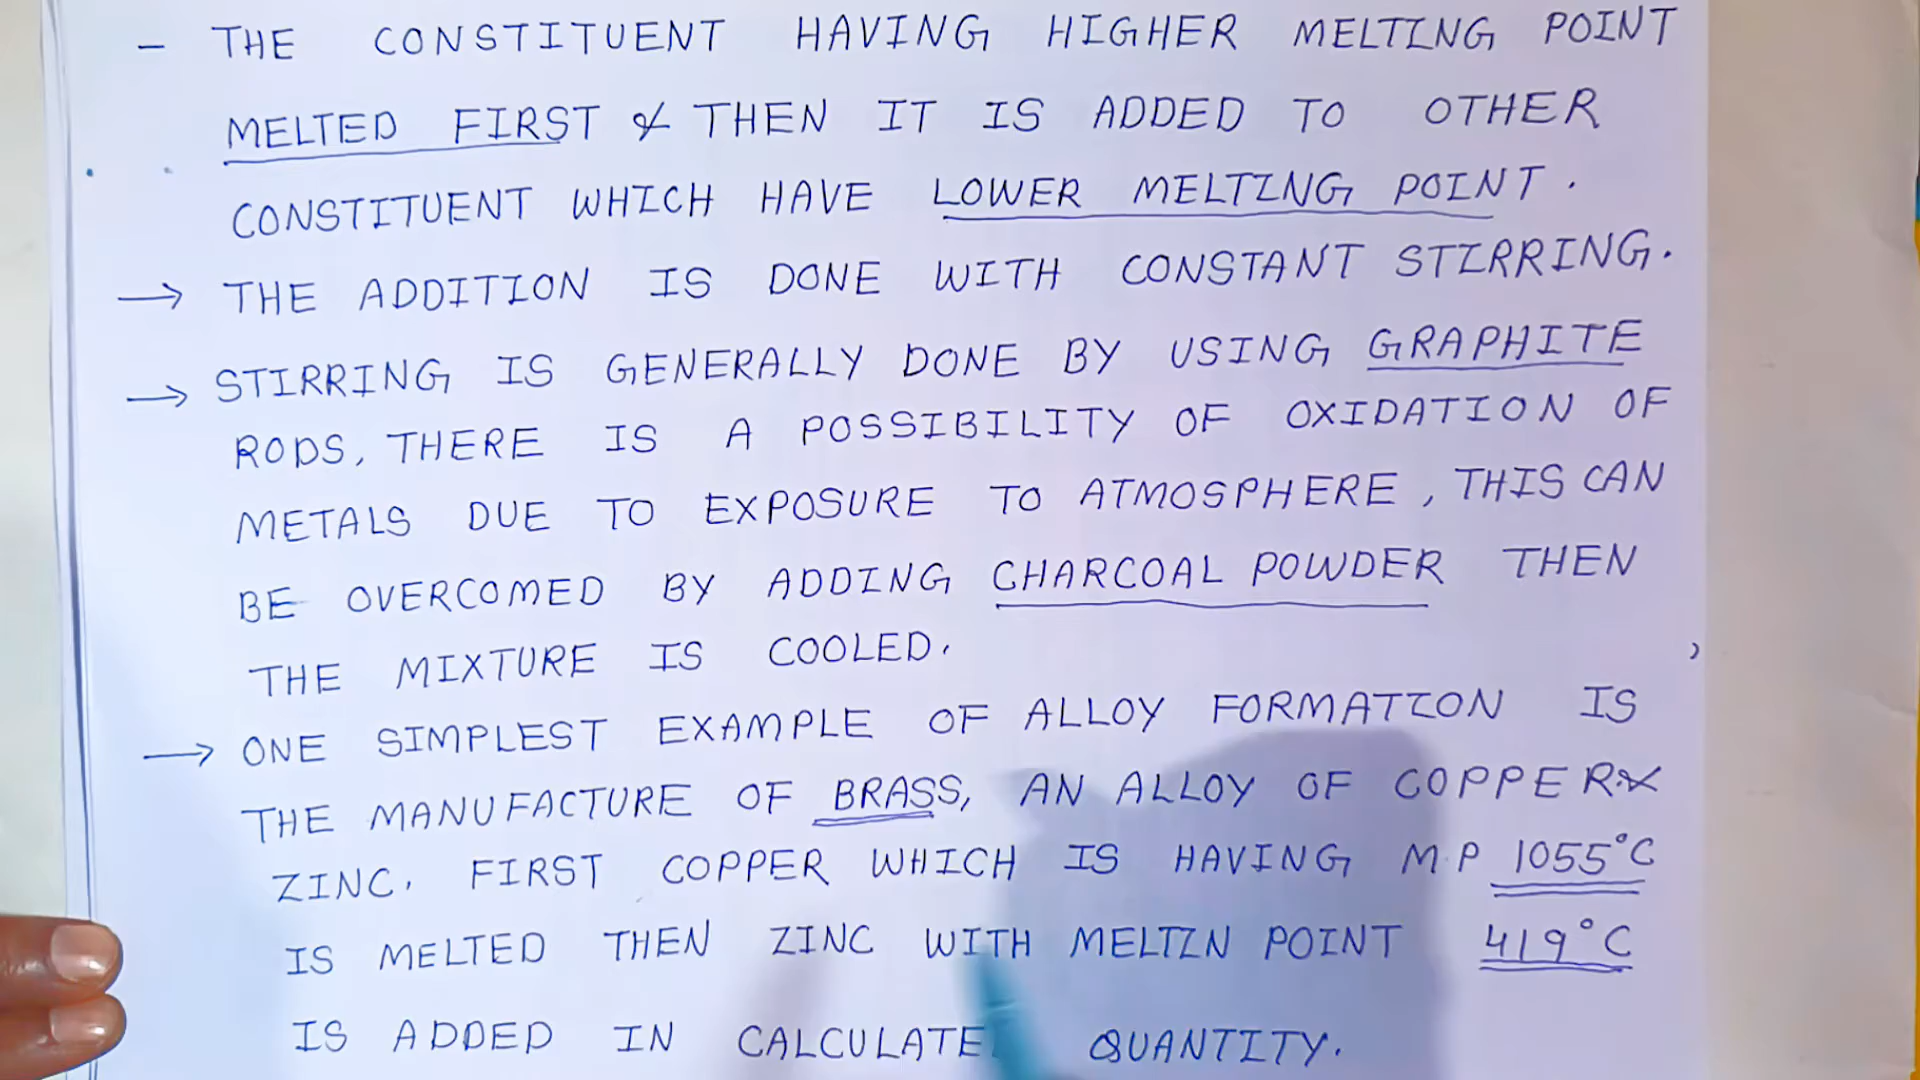 - THE CONSTITUENT HAVING HIGHER MELTING POINT
MELTED FIRST & THEN IT IS ADDED TO OTHER
CONSTITUENT WHICH HAVE LOWER MELTING POINT.
→ THE ADDITION IS DONE WITH CONSTANT STIRRING.
→ STIRRING IS GENERALLY DONE BY USING GRAPHITE
RODS, THERE IS A POSSIBILITY OF OXIDATION OF
METALS DUE TO EXPOSURE TO ATMOSPHERE, THIS CAN
BE OVERCOMED BY ADDING CHARCOAL POWDER THEN
THE MIXTURE IS COOLED.
→ ONE SIMPLEST EXAMPLE OF ALLOY FORMATION IS
THE MANUFACTURE OF BRASS, AN ALLOY OF COPPER &
ZINC. FIRST COPPER WHICH IS HAVING M.P 1055°C
IS MELTED THEN ZINC WITH MELTIN POINT 419°C
IS ADDED IN CALCULATE QUANTITY.